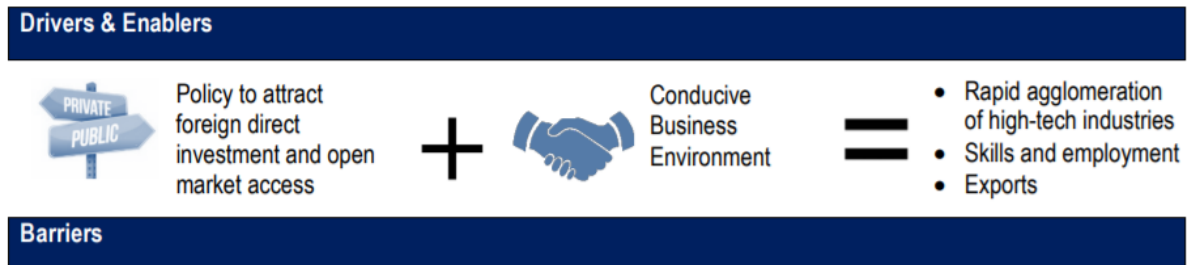 Drivers & Enablers
PRIVATE
PUBLIC
Policy to attract
foreign direct
investment and open
market access
+
Conducive
Business
Environment
=
• Rapid agglomeration
of high-tech industries
• Skills and employment
• Exports
Barriers